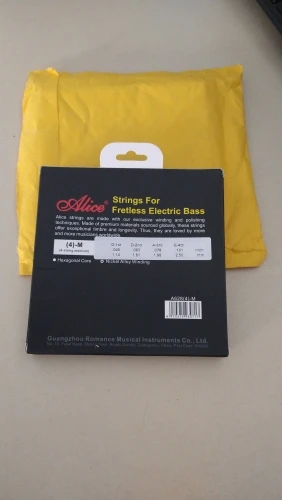 Alice® Strings For
Fretless Electric Bass
Alice strings are made with our exclusive winding and polishing
techniques. Made of premium materials sourced globally, these strings
offer exceptional timbre and longevity. Thus, they are loved by more
and more musicians worldwide.
(4)-M
Hexagonal Core Nickel Alloy Winding
A828(4)-M
Guangzhou Romance Musical Instruments Co., Ltd.